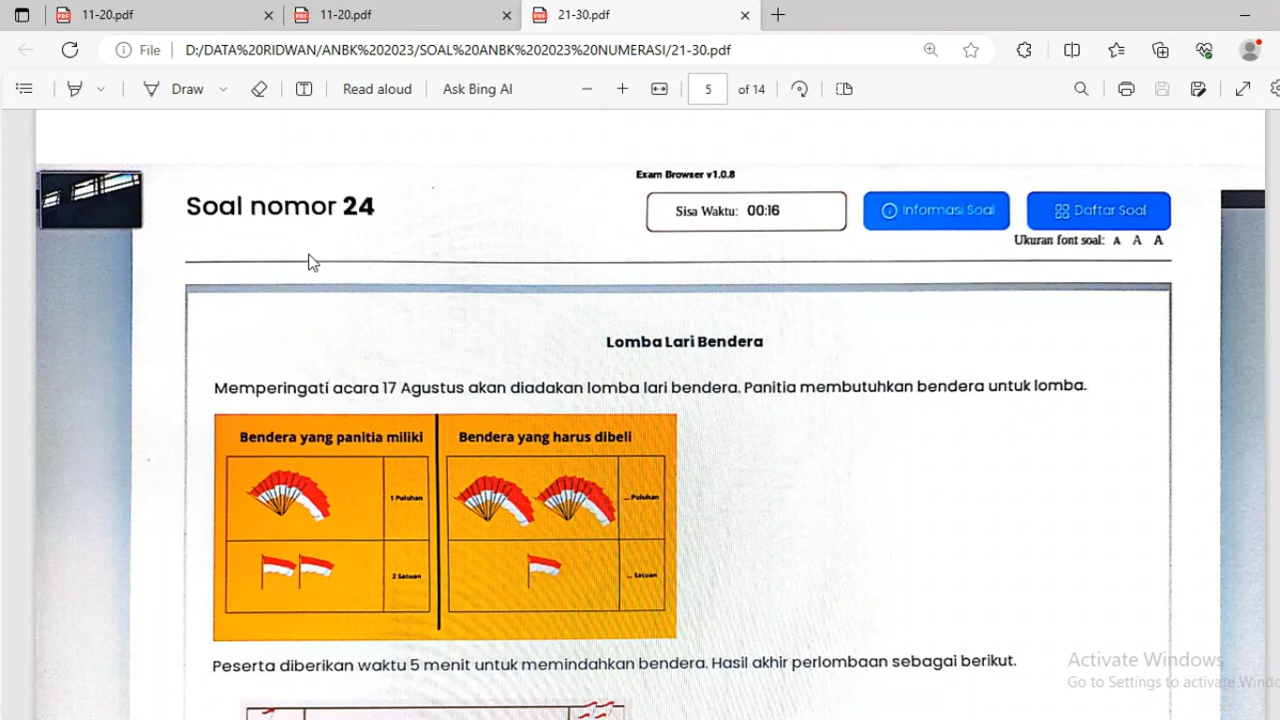 11-20.pdf
11-20.pdf
21-30.pdf
File D:/DATA%20RIDWAN/ANBK%202023/SOAL%20ANBK%202023%20NUMERASI/21-30.pdf
Draw
Read aloud
Ask Bing AI
5 of 14
Exam Browser v1.0.8
Soal nomor 24
Sisa Waktu: 00:16
Informasi Soal
Daftar Soal
Ukuran font soal: A A A
Lomba Lari Bendera
Memperingati acara 17 Agustus akan diadakan lomba lari bendera. Panitia membutuhkan bendera untuk lomba.
Bendera yang panitia miliki
Bendera yang harus dibeli
1 Puluhan
... Puluhan
2 Satuan
... Satuan
Peserta diberikan waktu 5 menit untuk memindahkan bendera. Hasil akhir perlombaan sebagai berikut.
Activate Windows
Go to Settings to activate Windo